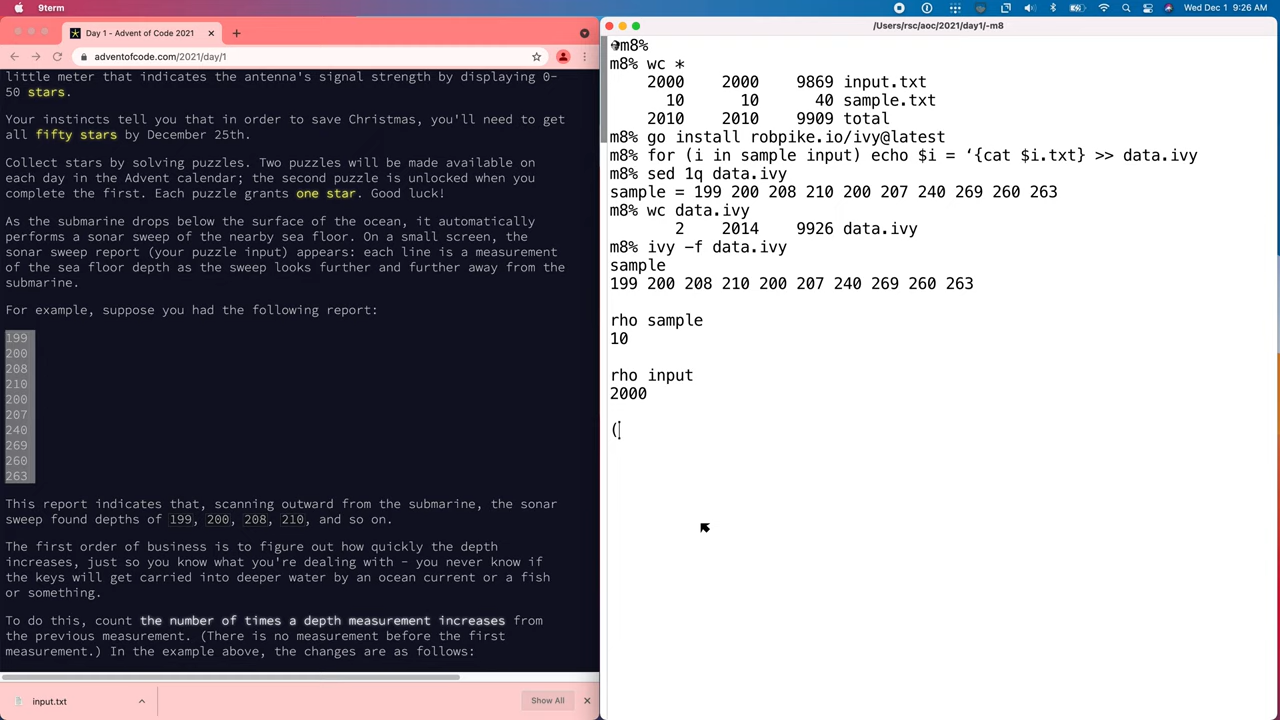 9term
Wed Dec 1 9:26 AM
Day 1 - Advent of Code 2021
adventofcode.com/2021/day/1
little meter that indicates the antenna's signal strength by displaying 0-
50 stars.
Your instincts tell you that in order to save Christmas, you'll need to get
all fifty stars by December 25th.
Collect stars by solving puzzles. Two puzzles will be made available on
each day in the Advent calendar; the second puzzle is unlocked when you
complete the first. Each puzzle grants one star. Good luck!
As the submarine drops below the surface of the ocean, it automatically
performs a sonar sweep of the nearby sea floor. On a small screen, the
sonar sweep report (your puzzle input) appears: each line is a measurement
of the sea floor depth as the sweep looks further and further away from the
submarine.
For example, suppose you had the following report:
199
200
208
210
200
207
240
269
260
263
This report indicates that, scanning outward from the submarine, the sonar
sweep found depths of 199, 200, 208, 210, and so on.
The first order of business is to figure out how quickly the depth
increases, just so you know what you're dealing with - you never know if
the keys will get carried into deeper water by an ocean current or a fish
or something.
To do this, count the number of times a depth measurement increases from
the previous measurement. (There is no measurement before the first
measurement.) In the example above, the changes are as follows:
input.txt
Show All
/Users/rsc/aoc/2021/day1/-m8
m8%
m8% wc *
2000 2000 9869 input.txt
10 10 40 sample.txt
2010 2010 9909 total
m8% go install robpike.io/ivy@latest
m8% for (i in sample input) echo $i = ‘{cat $i.txt} >> data.ivy
m8% sed 1q data.ivy
sample = 199 200 208 210 200 207 240 269 260 263
m8% wc data.ivy
2 2014 9926 data.ivy
m8% ivy -f data.ivy
sample
199 200 208 210 200 207 240 269 260 263
rho sample
10
rho input
2000
(